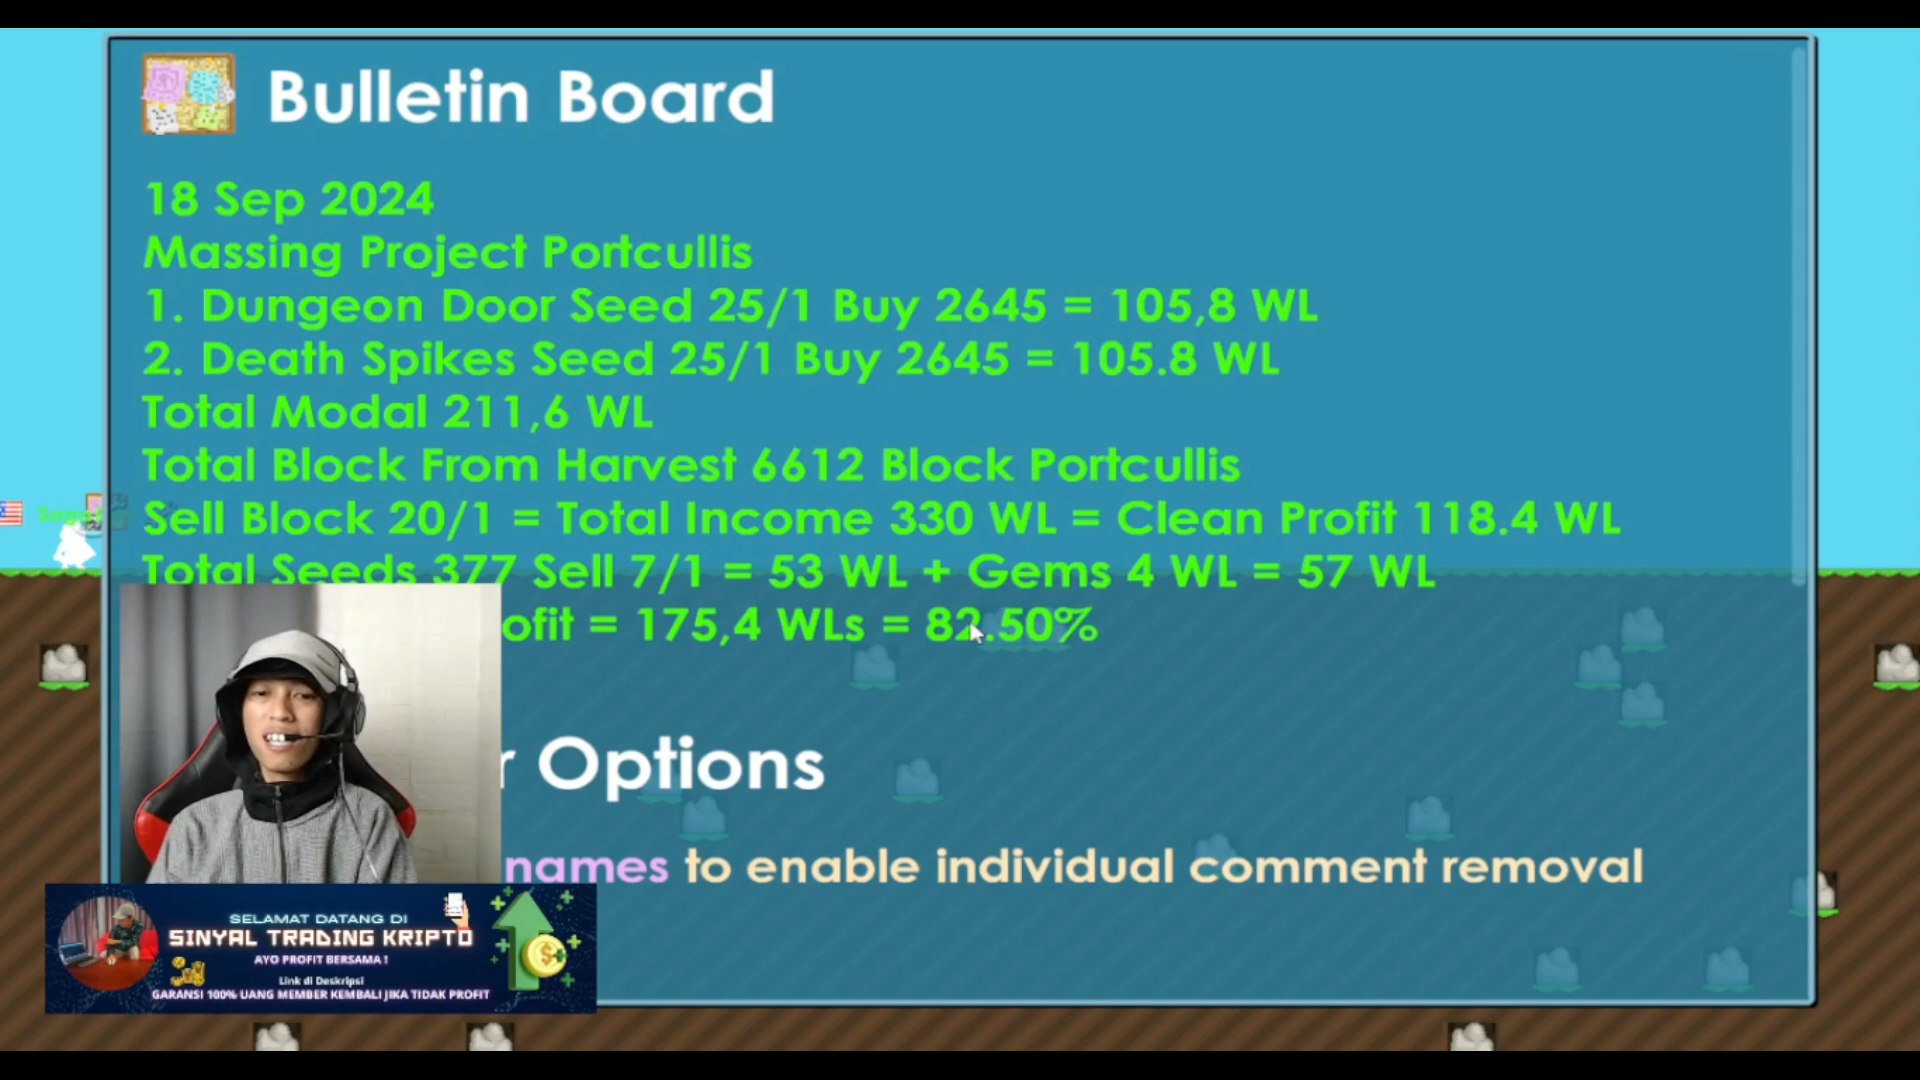 Bulletin Board
18 Sep 2024
Massing Project Portcullis
1. Dungeon Door Seed 25/1 Buy 2645 = 105,8 WL
2. Death Spikes Seed 25/1 Buy 2645 = 105.8 WL
Total Modal 211,6 WL
Total Block From Harvest 6612 Block Portcullis
Sell Block 20/1 = Total Income 330 WL = Clean Profit 118.4 WL
Total Seeds 377 Sell 7/1 = 53 WL + Gems 4 WL = 57 WL
ofit = 175,4 WLs = 82.50%
r Options
names to enable individual comment removal
SELAMAT DATANG DI
SINYAL TRADING KRIPTO
AYO PROFIT BERSAMA !
Link di Deskripsi
GARANSI 100% UANG MEMBER KEMBALI JIKA TIDAK PROFIT